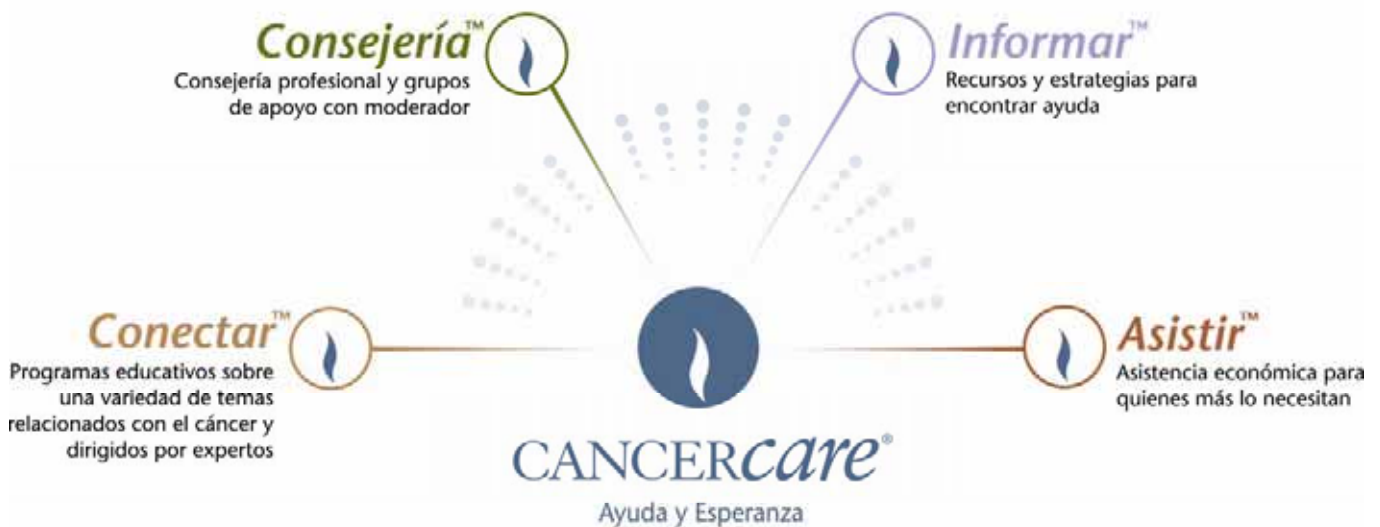 Consejería™
Consejería profesional y grupos
de apoyo con moderador
Informar™
Recursos y estrategias para
encontrar ayuda
Conectar™
Programas educativos sobre
una variedad de temas
relacionados con el cáncer y
dirigidos por expertos
Asistir™
Asistencia económica para
quienes más lo necesitan
CANCERcare®
Ayuda y Esperanza